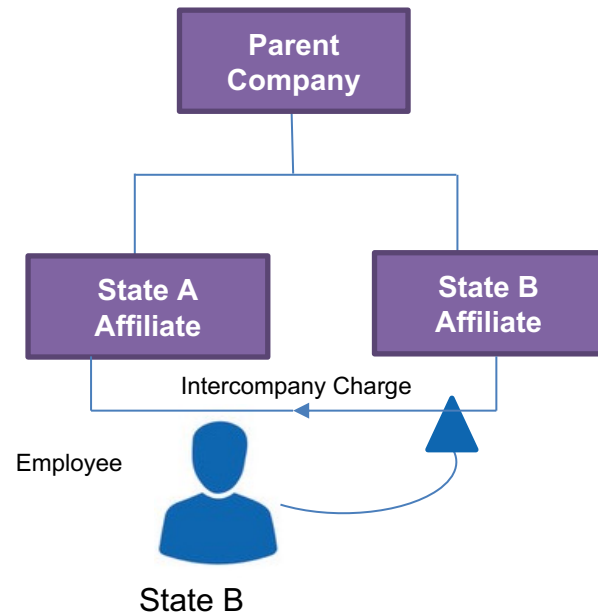 Parent
Company
State A
Affiliate
State B
Affiliate
Intercompany Charge
Employee
State B